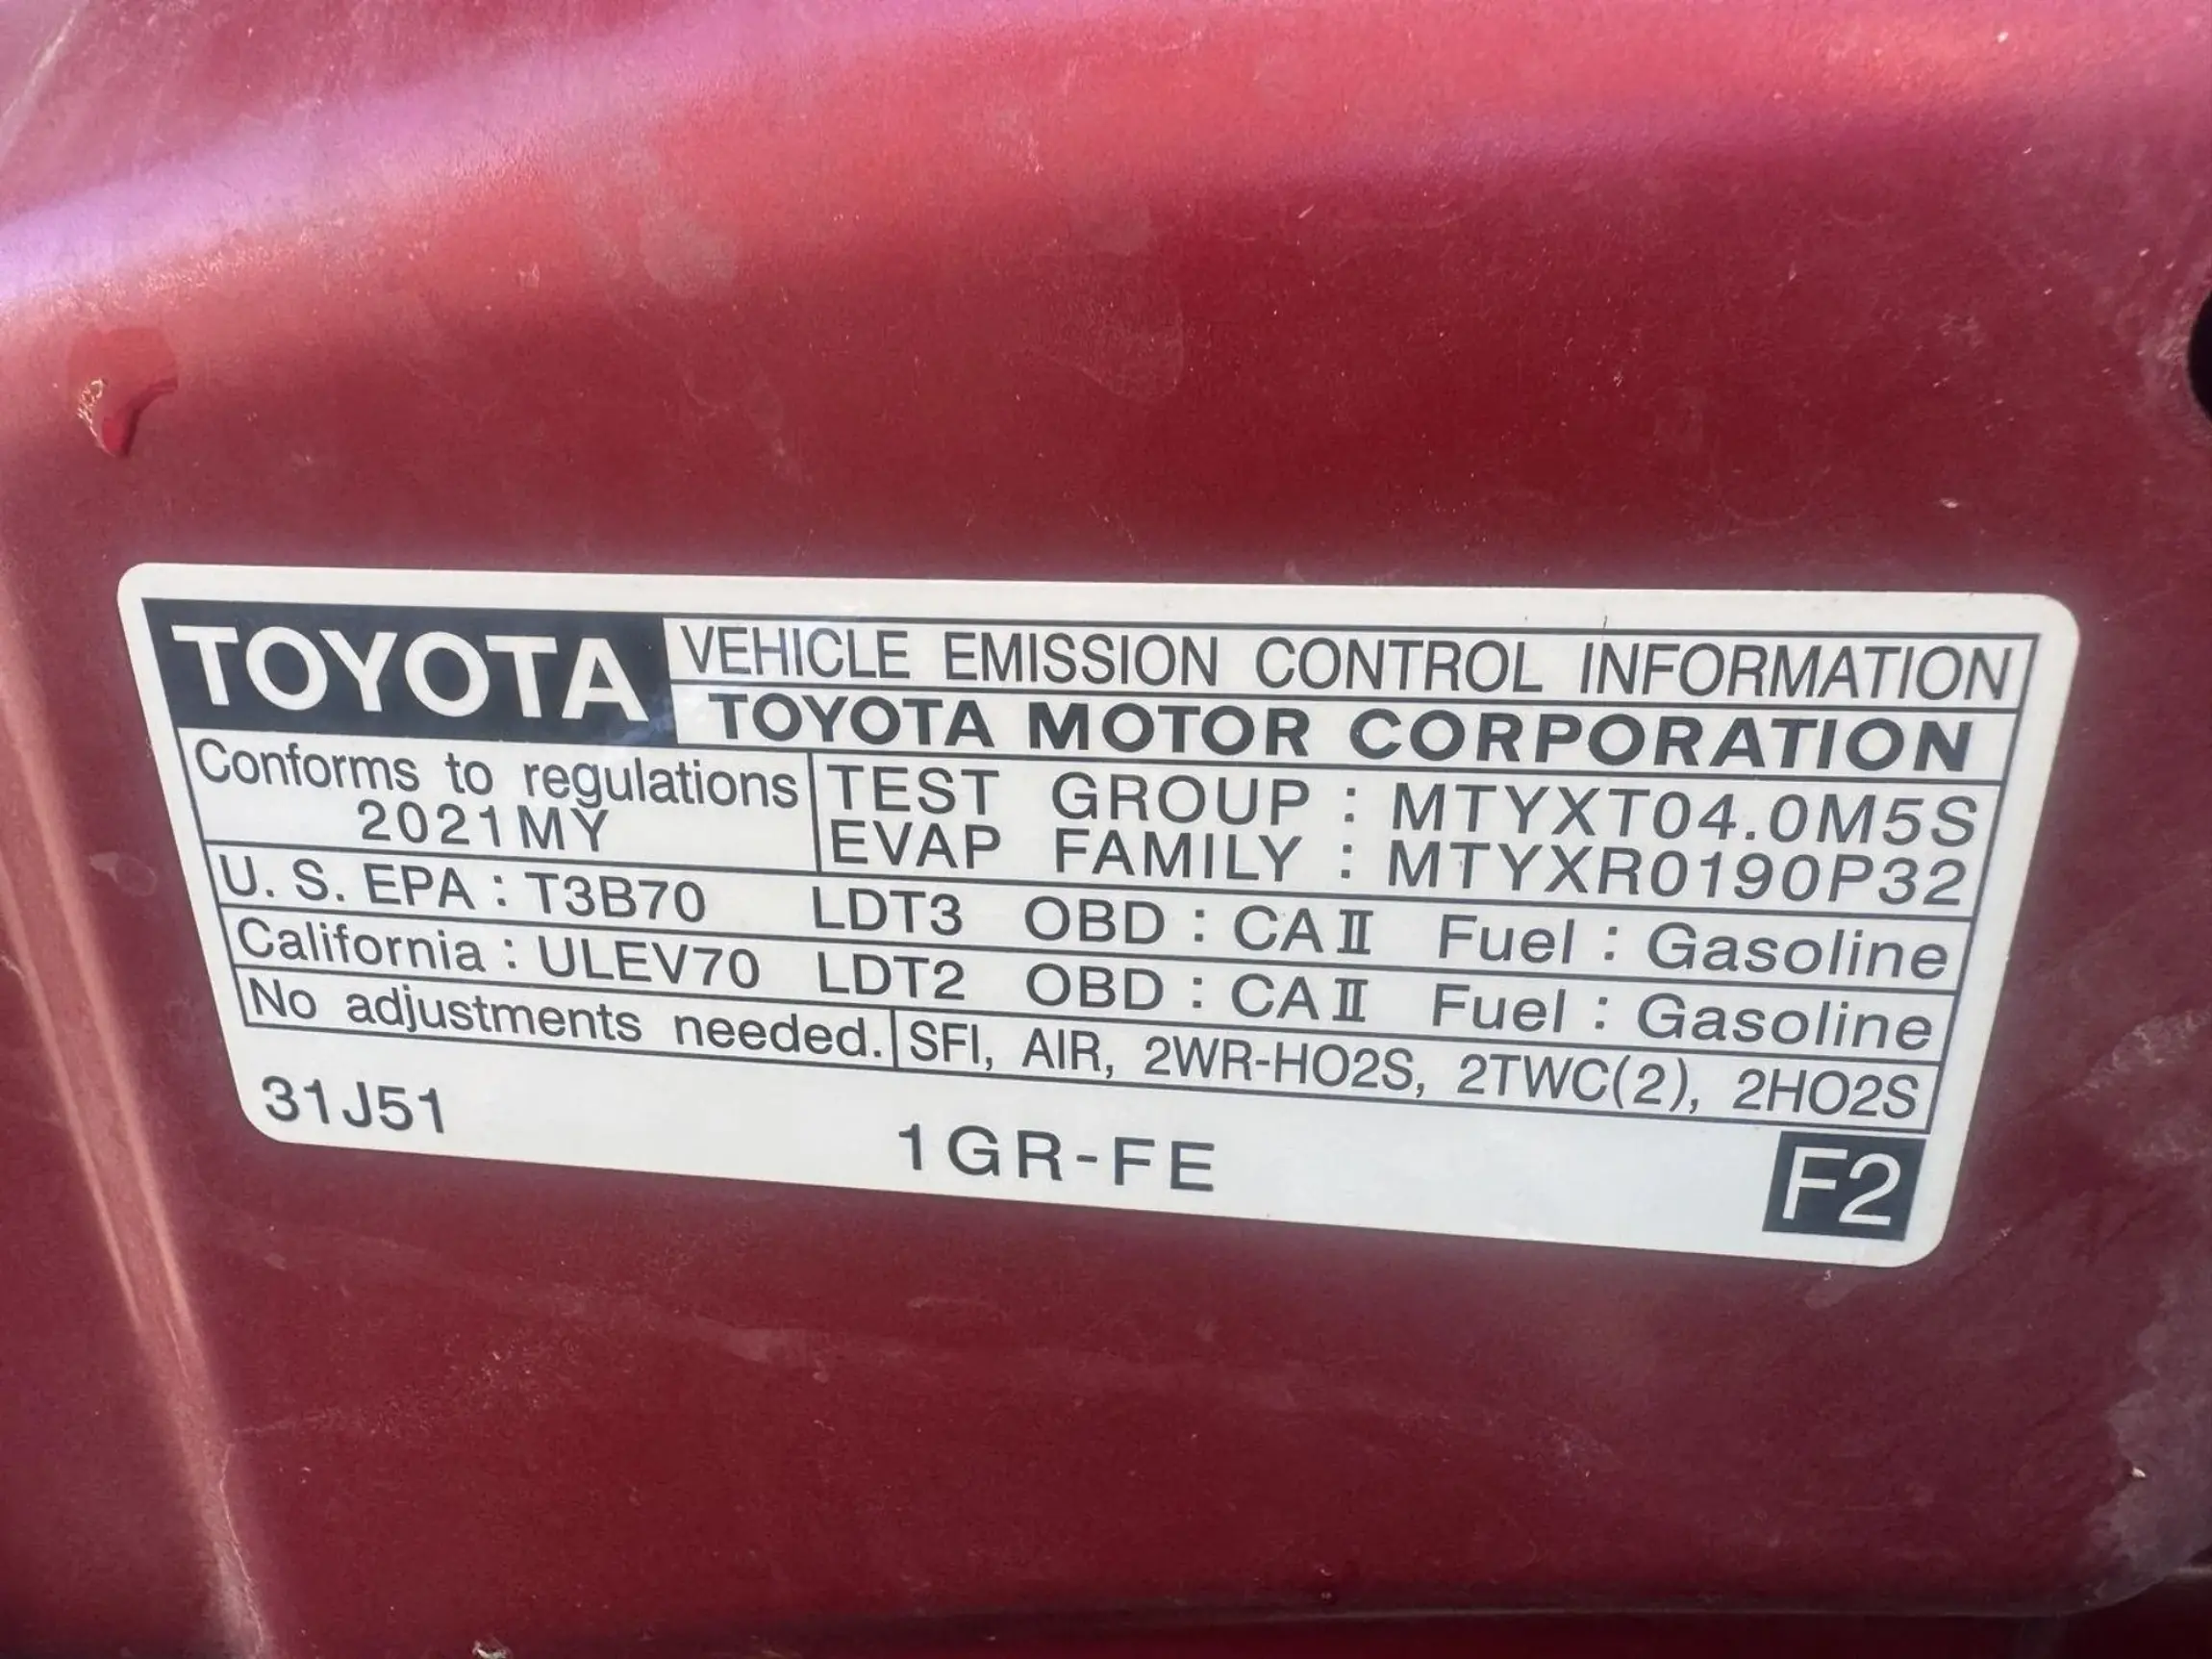 TOYOTA VEHICLE EMISSION CONTROL INFORMATION
TOYOTA MOTOR CORPORATION
Conforms to regulations
2021MY
TEST GROUP : MTYXT04.0M5S
EVAP FAMILY : MTYXR0190P32
U. S. EPA : T3B70 LDT3 OBD : CAⅡ Fuel : Gasoline
California : ULEV70 LDT2 OBD : CAⅡ Fuel : Gasoline
No adjustments needed. SFI, AIR, 2WR-HO2S, 2TWC(2), 2HO2S
31J51
1GR-FE
F2